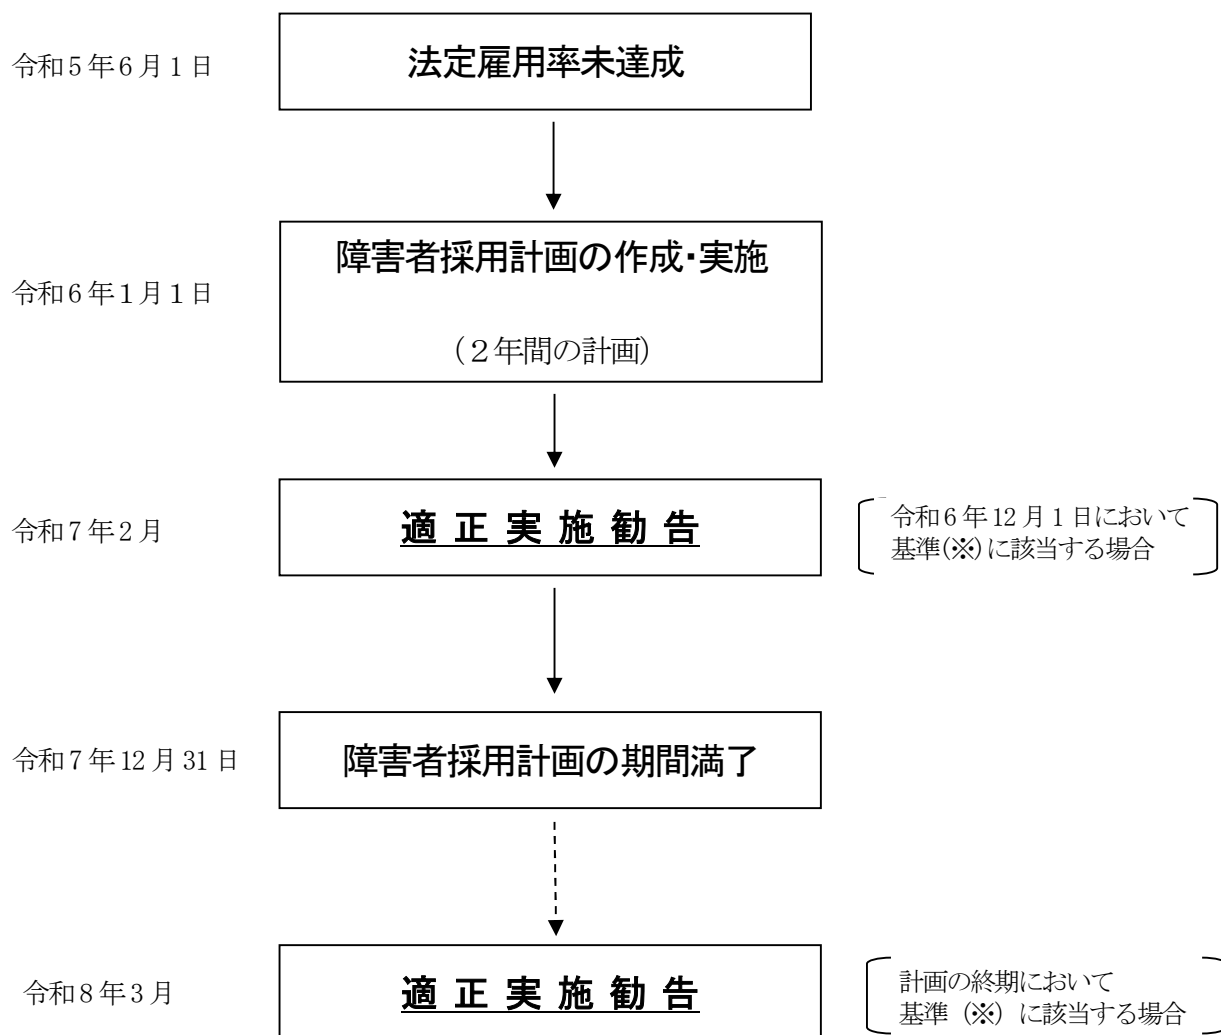 令和5年6月1日
法定雇用率未達成
令和6年1月1日
障害者採用計画の作成・実施
（２年間の計画）
令和7年2月
適 正 実 施 勧 告
令和6年12月1日において
基準(※)に該当する場合
令和7年12月31日
障害者採用計画の期間満了
令和8年3月
適 正 実 施 勧 告
計画の終期において
基準（※）に該当する場合